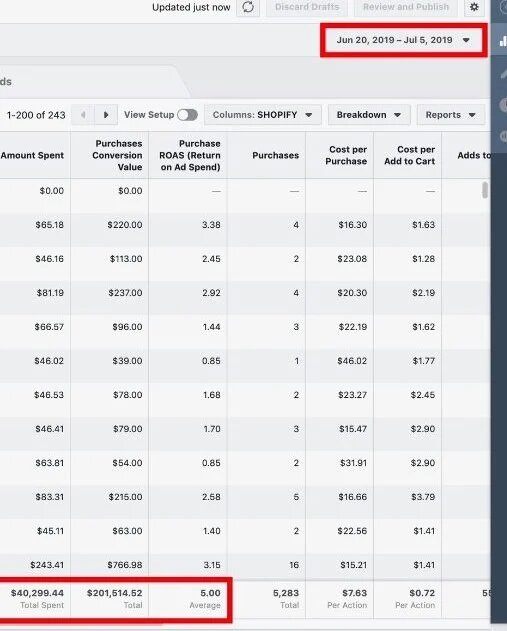 Updated just now Discard Drafts Review and Publish
Jun 20, 2019 – Jul 5, 2019
ds
1-200 of 243 View Setup Columns: SHOPIFY Breakdown Reports
Amount Spent Purchases Conversion Value Purchase ROAS (Return on Ad Spend) Purchases Cost per Purchase Cost per Add to Cart Adds to
$0.00 $0.00 — — — —
$65.18 $220.00 3.38 4 $16.30 $1.63
$46.16 $113.00 2.45 2 $23.08 $1.28
$81.19 $237.00 2.92 4 $20.30 $2.19
$66.57 $96.00 1.44 3 $22.19 $1.62
$46.02 $39.00 0.85 1 $46.02 $1.77
$46.53 $78.00 1.68 2 $23.27 $2.45
$46.41 $79.00 1.70 3 $15.47 $2.90
$63.81 $54.00 0.85 2 $31.91 $2.90
$83.31 $215.00 2.58 5 $16.66 $3.79
$45.11 $63.00 1.40 2 $22.56 $1.41
$243.41 $766.98 3.15 16 $15.21 $1.41
$40,299.44 $201,514.52 5.00 5,283 $7.63 $0.72
Total Spent Total Average Total Per Action Per Action